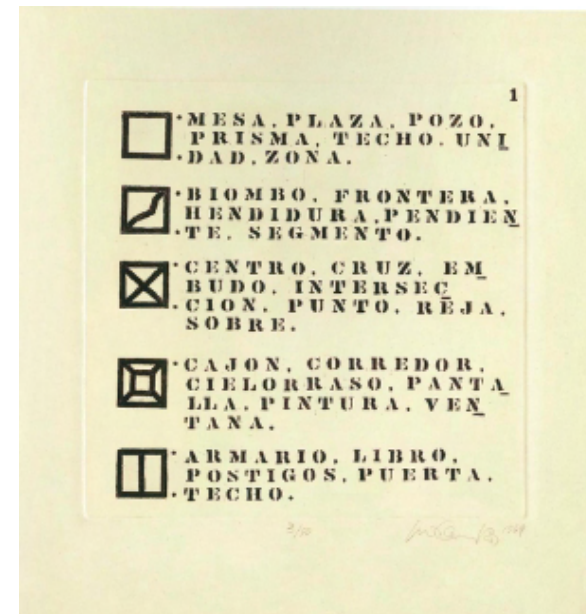 1
MESA, PLAZA, POZO,
PRISMA, TECHO. UNI
DAD, ZONA.
BIOMBO, FRONTERA,
HENDIDURA, PENDIEN
TE, SEGMENTO.
CENTRO, CRUZ, EM
BUDO, INTERSEC
CION, PUNTO, REJA,
SOBRE.
CAJON, CORREDOR,
CIELORRASO, PANTA
LLA, PINTURA, VEN
TANA.
ARMARIO, LIBRO,
POSTIGOS, PUERTA,
TECHO.